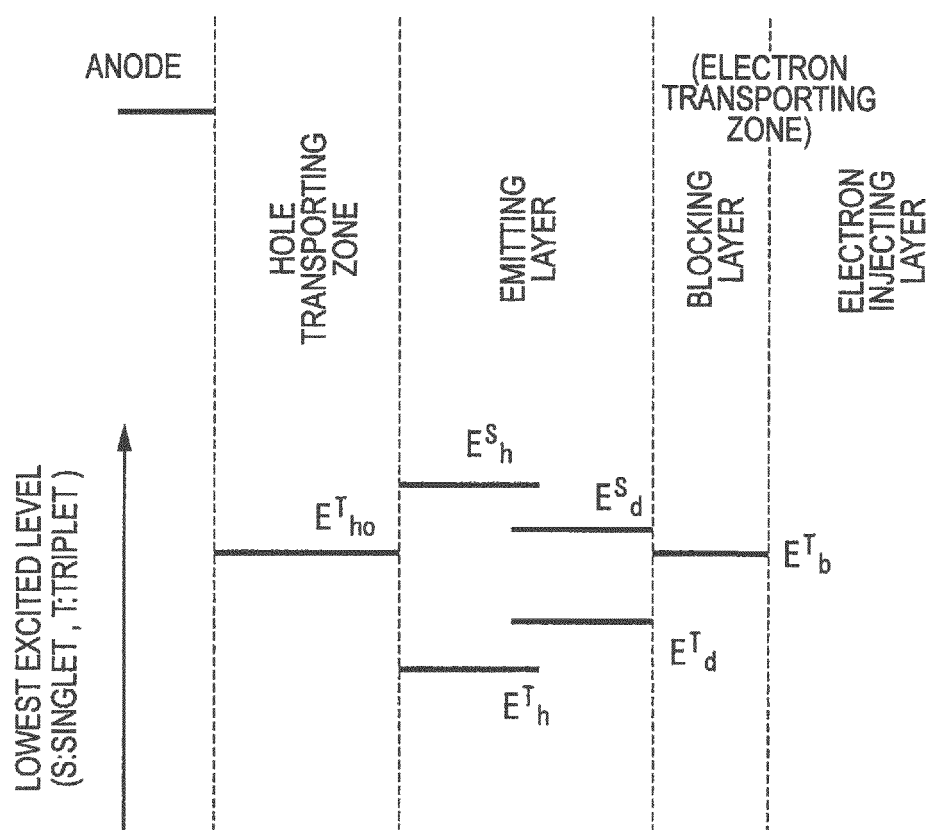 ANODE
(ELECTRON
TRANSPORTING
ZONE)
HOLE
TRANSPORTING
ZONE
EMITTING
LAYER
BLOCKING
LAYER
ELECTRON
INJECTING
LAYER
LOWEST EXCITED LEVEL
(S:SINGLET , T:TRIPLET )
E^S_h
E^S_d
E^T_ho
E^T_b
E^T_d
E^T_h